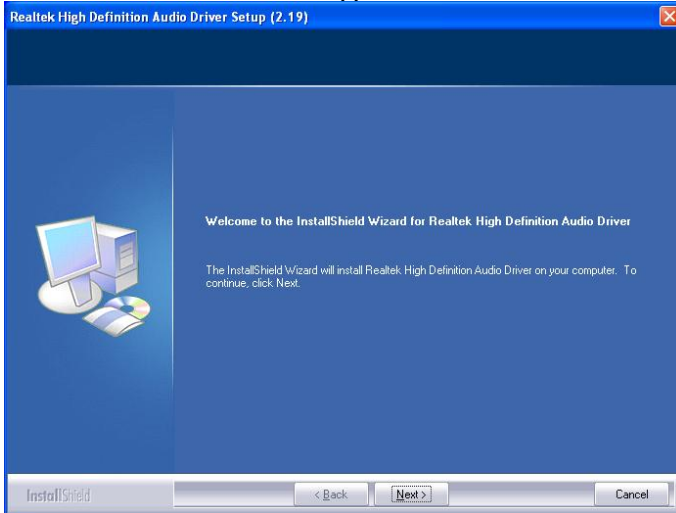 Realtek High Definition Audio Driver Setup (2.19)
Welcome to the InstallShield Wizard for Realtek High Definition Audio Driver
The InstallShield Wizard will install Realtek High Definition Audio Driver on your computer. To
continue, click Next.
InstallShield
< Back
Next >
Cancel